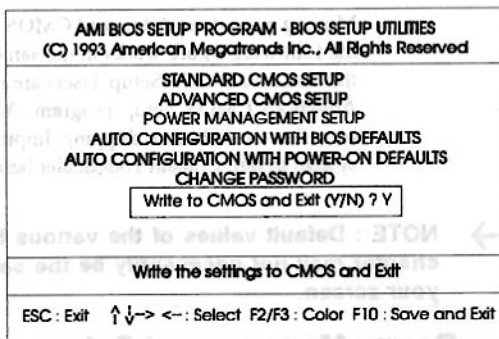 AMI BIOS SETUP PROGRAM - BIOS SETUP UTILITIES
(C) 1993 American Megatrends Inc., All Rights Reserved
STANDARD CMOS SETUP
ADVANCED CMOS SETUP
POWER MANAGEMENT SETUP
AUTO CONFIGURATION WITH BIOS DEFAULTS
AUTO CONFIGURATION WITH POWER-ON DEFAULTS
CHANGE PASSWORD
Write to CMOS and Exit (Y/N) ? Y
Write the settings to CMOS and Exit
ESC : Exit ↑ ↓ -> <- : Select F2/F3 : Color F10 : Save and Exit